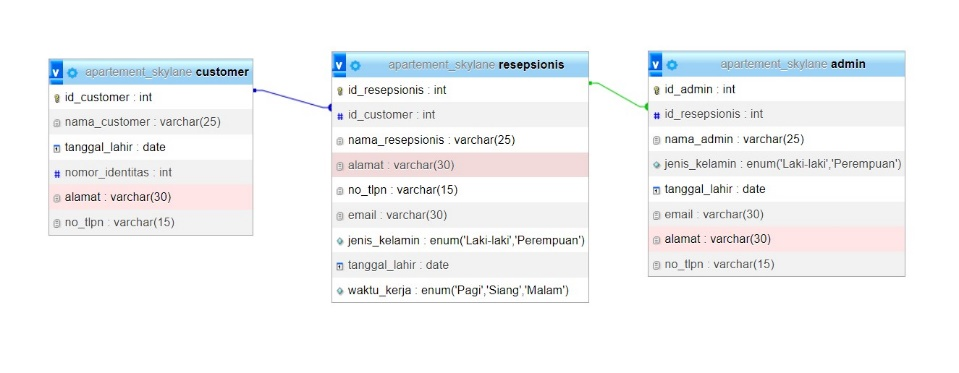 v apartement_skylane customer
id_customer : int
nama_customer : varchar(25)
tanggal_lahir : date
# nomor_identitas : int
alamat : varchar(30)
no_tlpn : varchar(15)
v apartement_skylane resepsionis
id_resepsionis : int
# id_customer : int
nama_resepsionis : varchar(25)
alamat : varchar(30)
no_tlpn : varchar(15)
email : varchar(30)
jenis_kelamin : enum('Laki-laki','Perempuan')
tanggal_lahir : date
waktu_kerja : enum('Pagi','Siang','Malam')
v apartement_skylane admin
id_admin : int
# id_resepsionis : int
nama_admin : varchar(25)
jenis_kelamin : enum('Laki-laki','Perempuan')
tanggal_lahir : date
email : varchar(30)
alamat : varchar(30)
no_tlpn : varchar(15)